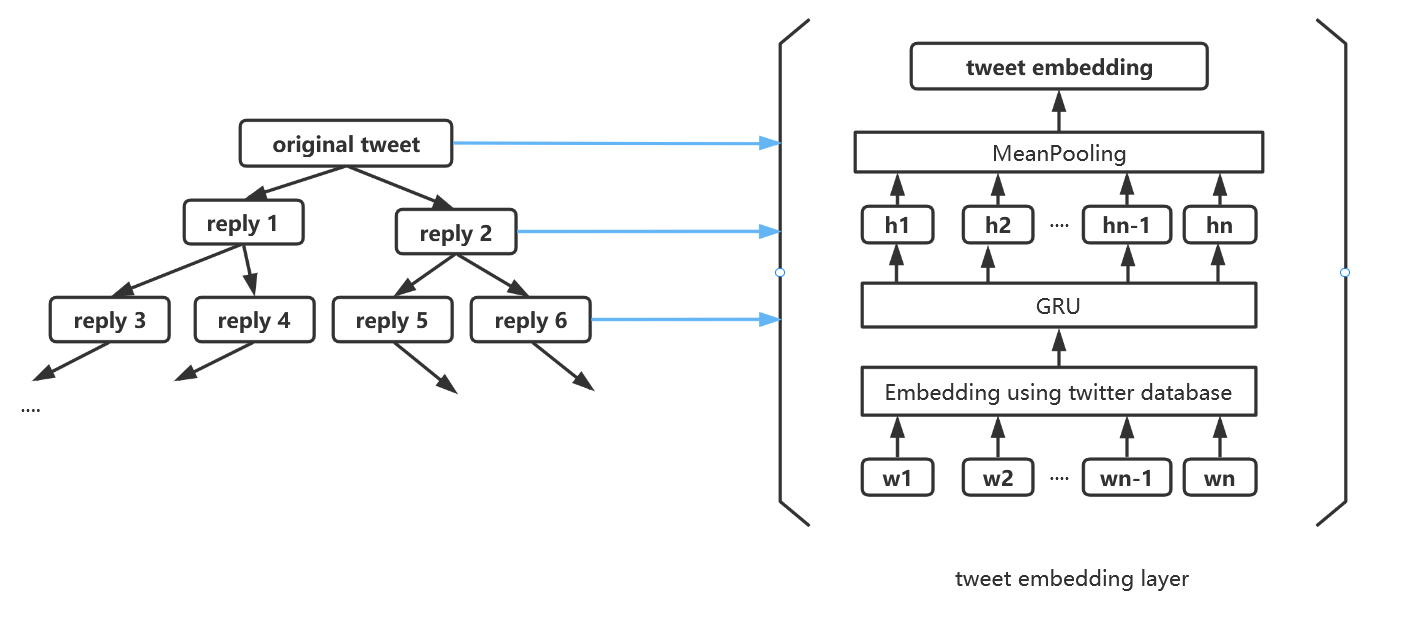 original tweet
reply 1
reply 2
reply 3
reply 4
reply 5
reply 6
....
tweet embedding
MeanPooling
h1
h2
....
hn-1
hn
GRU
Embedding using twitter database
w1
w2
....
wn-1
wn
tweet embedding layer